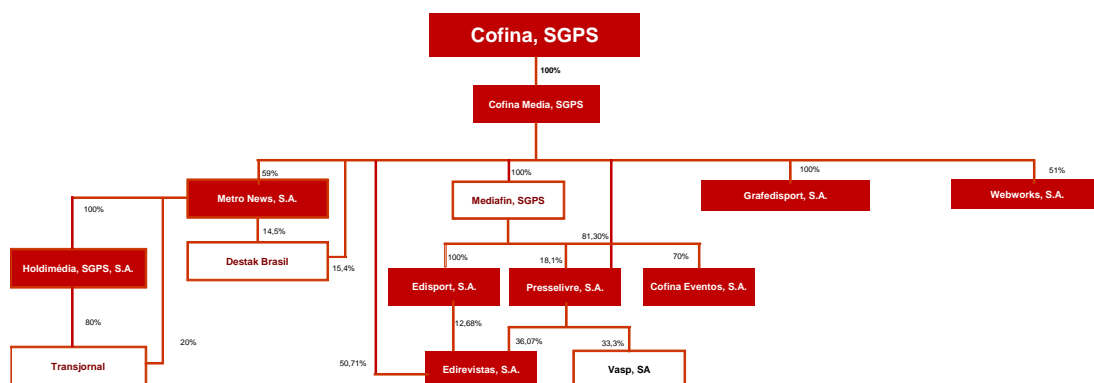 Cofina, SGPS
100%
Cofina Media, SGPS
59%
100%
100%
51%
Metro News, S.A.
Mediafin, SGPS
Grafedisport, S.A.
Webworks, S.A.
100%
14,5%
81,30%
Holdimédia, SGPS, S.A.
Destak Brasil
15,4%
100%
18,1%
70%
Edisport, S.A.
Presselivre, S.A.
Cofina Eventos, S.A.
80%
20%
12,68%
36,07%
33,3%
50,71%
Transjornal
Edirevistas, S.A.
Vasp, SA